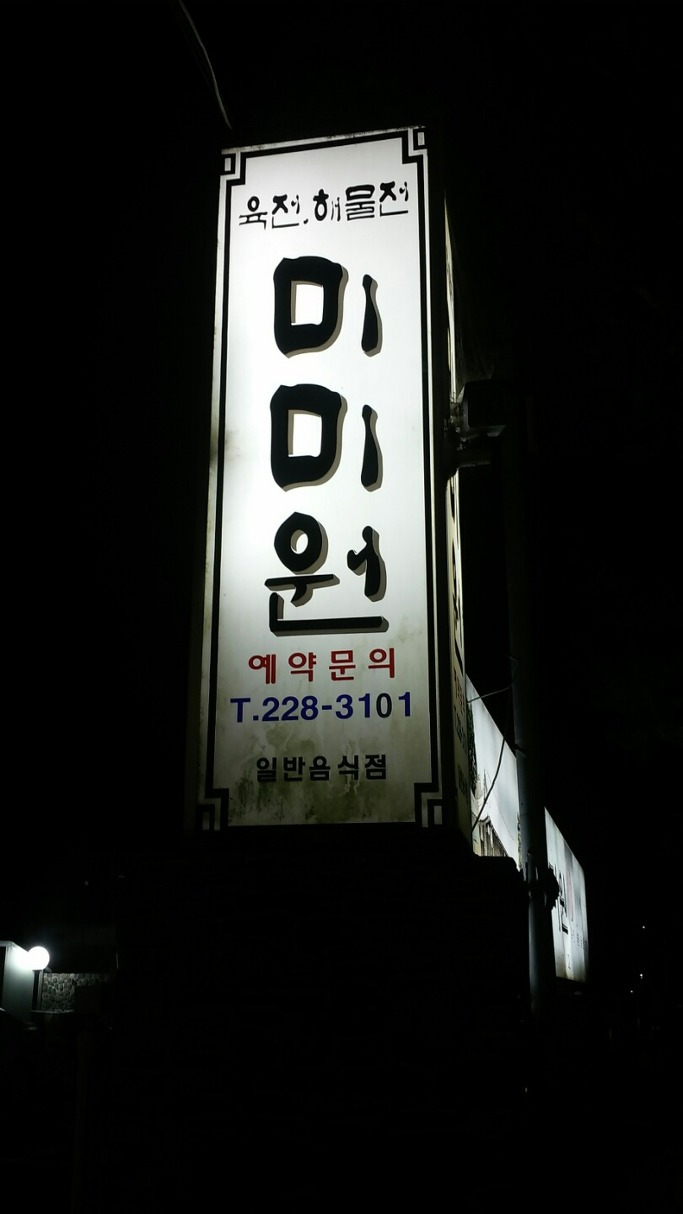 육전.해물전
미
미
원
예약문의
T.228-3101
일반음식점